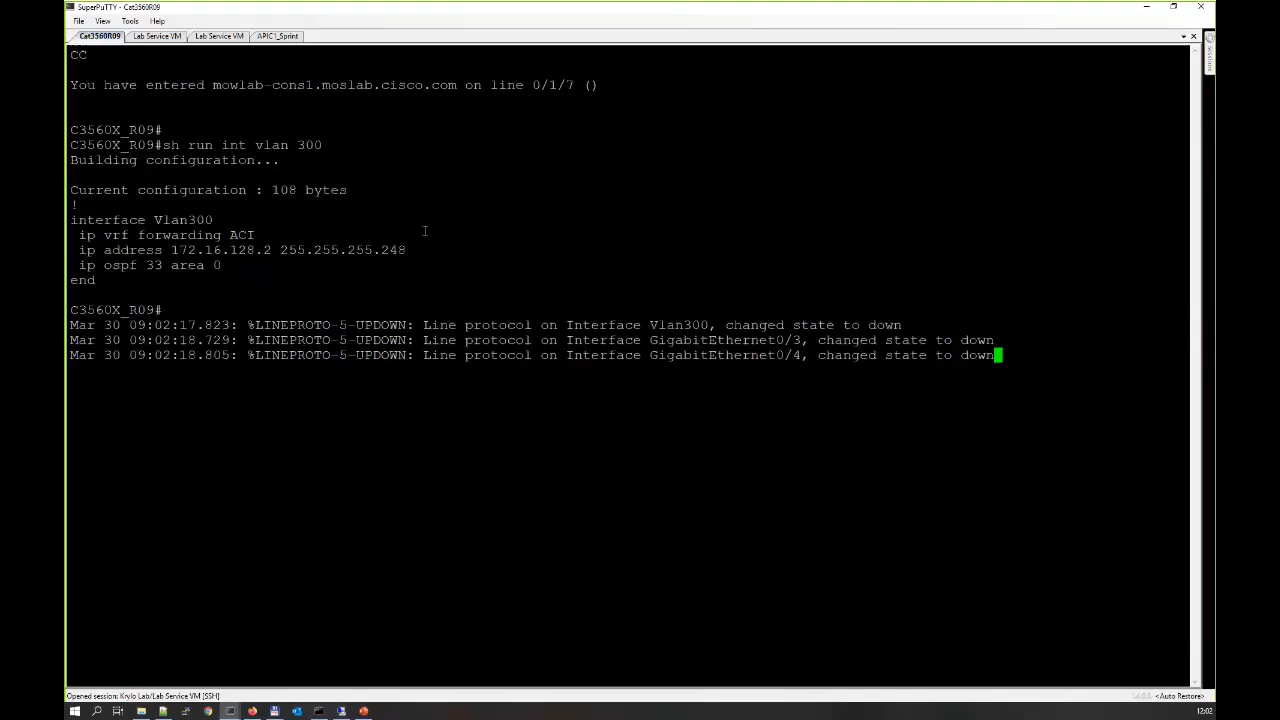 SuperPuTTY - Cat3560R09
File View Tools Help
Cat3560R09 Lab Service VM Lab Service VM APIC1_Sprint
CC
You have entered mowlab-cons1.moslab.cisco.com on line 0/1/7 ()
C3560X_R09#
C3560X_R09#sh run int vlan 300
Building configuration...
Current configuration : 108 bytes
!
interface Vlan300
ip vrf forwarding ACI
ip address 172.16.128.2 255.255.255.248
ip ospf 33 area 0
end
C3560X_R09#
Mar 30 09:02:17.823: %LINEPROTO-5-UPDOWN: Line protocol on Interface Vlan300, changed state to down
Mar 30 09:02:18.729: %LINEPROTO-5-UPDOWN: Line protocol on Interface GigabitEthernet0/3, changed state to down
Mar 30 09:02:18.805: %LINEPROTO-5-UPDOWN: Line protocol on Interface GigabitEthernet0/4, changed state to down
Opened session: Krylo Lab/Lab Service VM [SSH]
<Auto Restore>
12:02